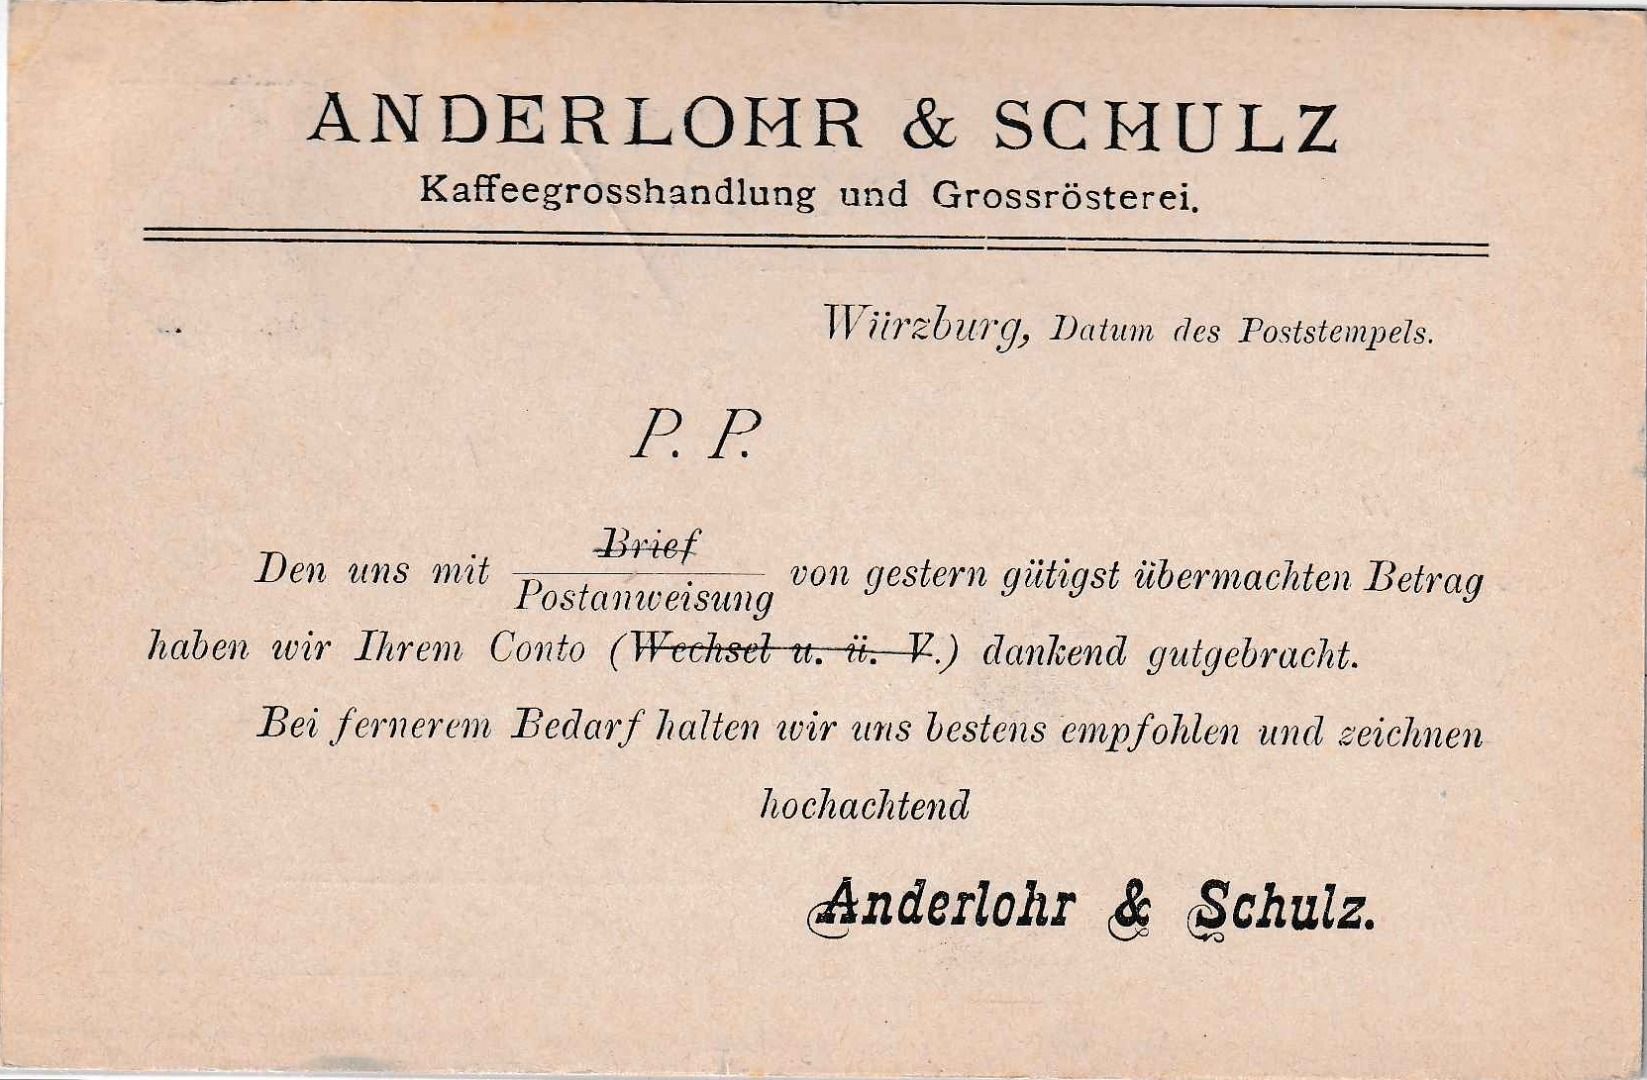 ANDERLOHR & SCHULZ
Kaffeegrosshandlung und Grossrösterei.
Würzburg, Datum des Poststempels.
P. P.
Brief
Den uns mit Postanweisung von gestern gütigst übermachten Betrag
haben wir Ihrem Conto (Wechsel u. ü. V.) dankend gutgebracht.
Bei fernerem Bedarf halten wir uns bestens empfohlen und zeichnen
hochachtend
Anderlohr & Schulz.